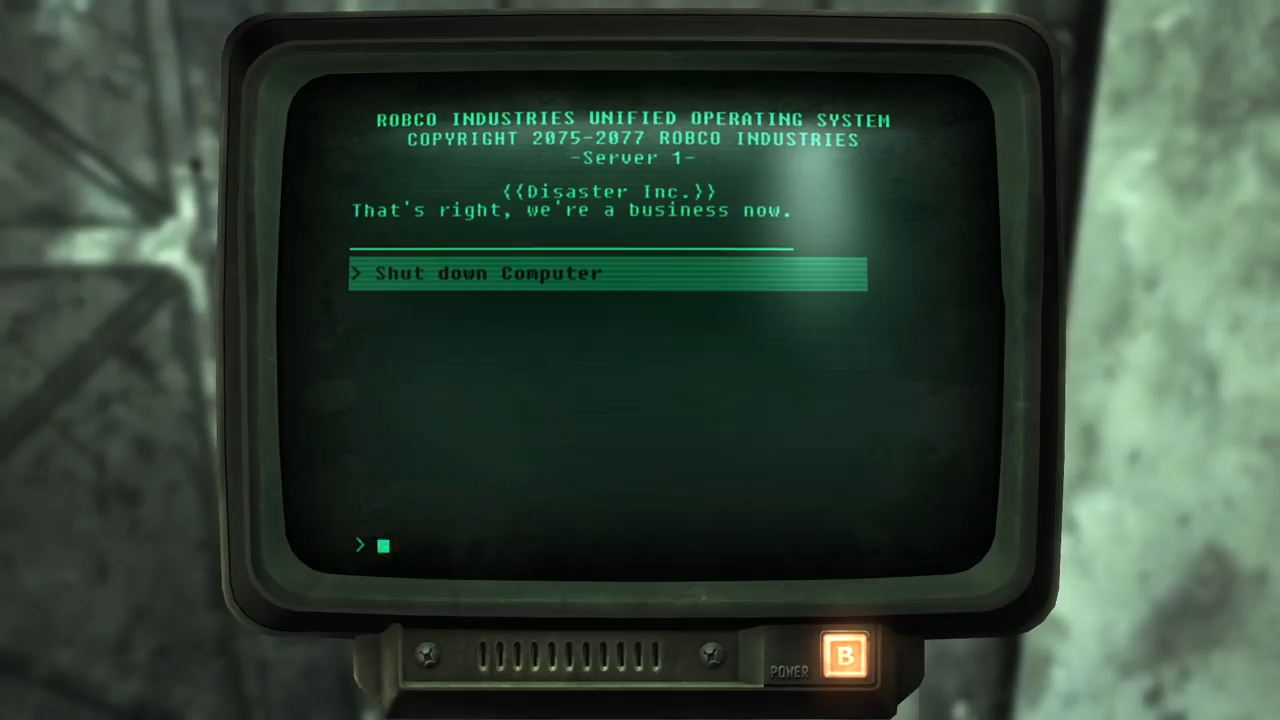 ROBCO INDUSTRIES UNIFIED OPERATING SYSTEM
COPYRIGHT 2075-2077 ROBCO INDUSTRIES
-Server 1-
{{Disaster Inc.}}
That's right, we're a business now.
> Shut down Computer
>
POWER
B